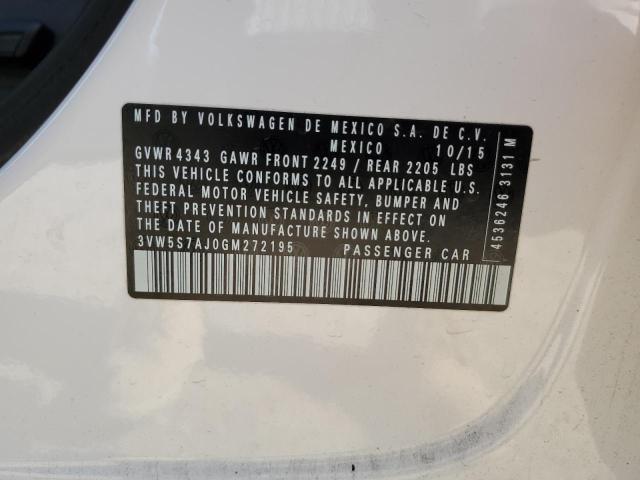 MFD BY VOLKSWAGEN DE MEXICO S.A. DE C.V.
MEXICO 10/15
GVWR 4343 GAWR FRONT 2249 / REAR 2205 LBS
THIS VEHICLE CONFORMS TO ALL APPLICABLE U.S.
FEDERAL MOTOR VEHICLE SAFETY, BUMPER AND
THEFT PREVENTION STANDARDS IN EFFECT ON
THE DATE OF MANUFACTURE SHOWN ABOVE
3VW5S7AJ0GM272195 PASSENGER CAR
4536246 3131 M